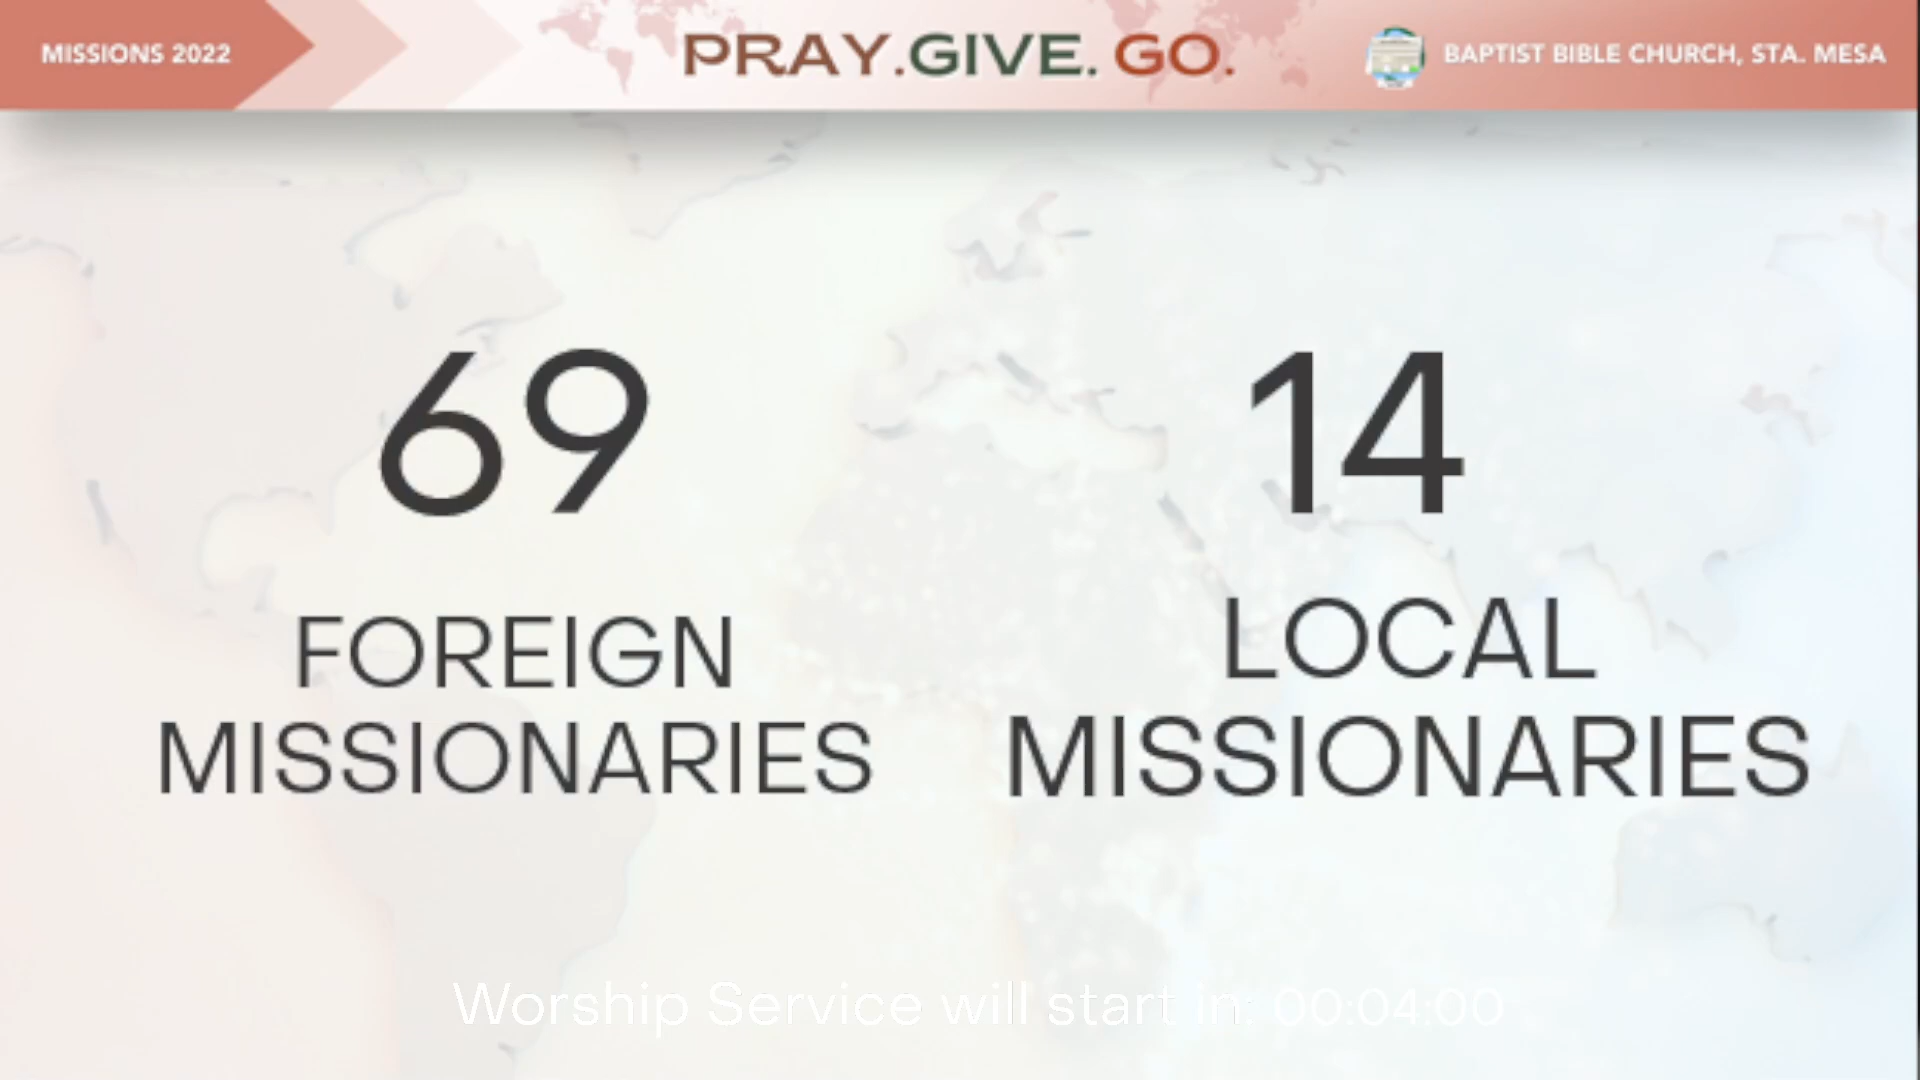 MISSIONS 2022
PRAY.GIVE. GO.
BAPTIST BIBLE CHURCH, STA. MESA
69
FOREIGN
MISSIONARIES
14
LOCAL
MISSIONARIES
Worship Service will start in: 00:04:00